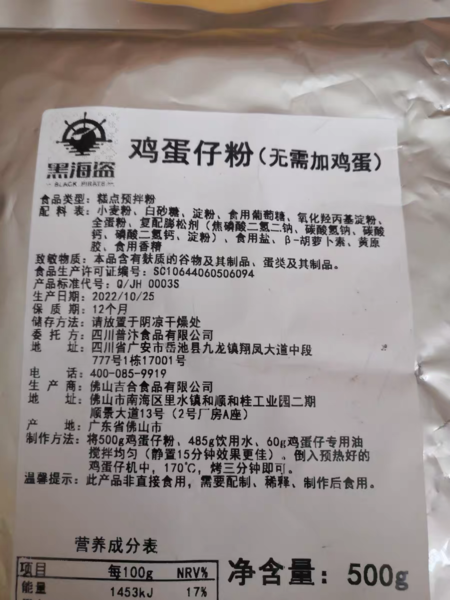 黑海盗
BLACK PIRATE
鸡蛋仔粉(无需加鸡蛋)
食品类型：糕点预拌粉
配 料 表：小麦粉、白砂糖、淀粉、食用葡萄糖、氧化羟丙基淀粉、
全蛋粉、复配膨松剂（焦磷酸二氢二钠、碳酸氢钠、碳酸
钙、磷酸二氢钙、淀粉）、食用盐、β-胡萝卜素、黄原
胶、食用香精
致敏物质：本品含有麸质的谷物及其制品、蛋类及其制品。
食品生产许可证编号：SC10644060506094
产品标准代号：Q/JH 0003S
生产日期：2022/10/25
保 质 期：12个月
储存方法：请放置于阴凉干燥处
委 托 方：四川普汴食品有限公司
地 址：四川省广安市岳池县九龙镇翔凤大道中段
777号1栋17001号
电 话：400-085-9919
生 产 商：佛山吉合食品有限公司
地 址：佛山市南海区里水镇和顺和桂工业园二期
顺景大道13号（2号厂房A座）
产 地：广东省佛山市
制作方法：将500g鸡蛋仔粉、485g饮用水、60g鸡蛋仔专用油
搅拌均匀（静置15分钟效果更佳）。倒入预热好的
鸡蛋仔机中，170℃，烤三分钟即可。
温馨提示：此产品非直接食用，需要配制、稀释、制作后食用。
营养成分表
项目 每100g NRV%
能量 1453kJ 17%
净含量：500g